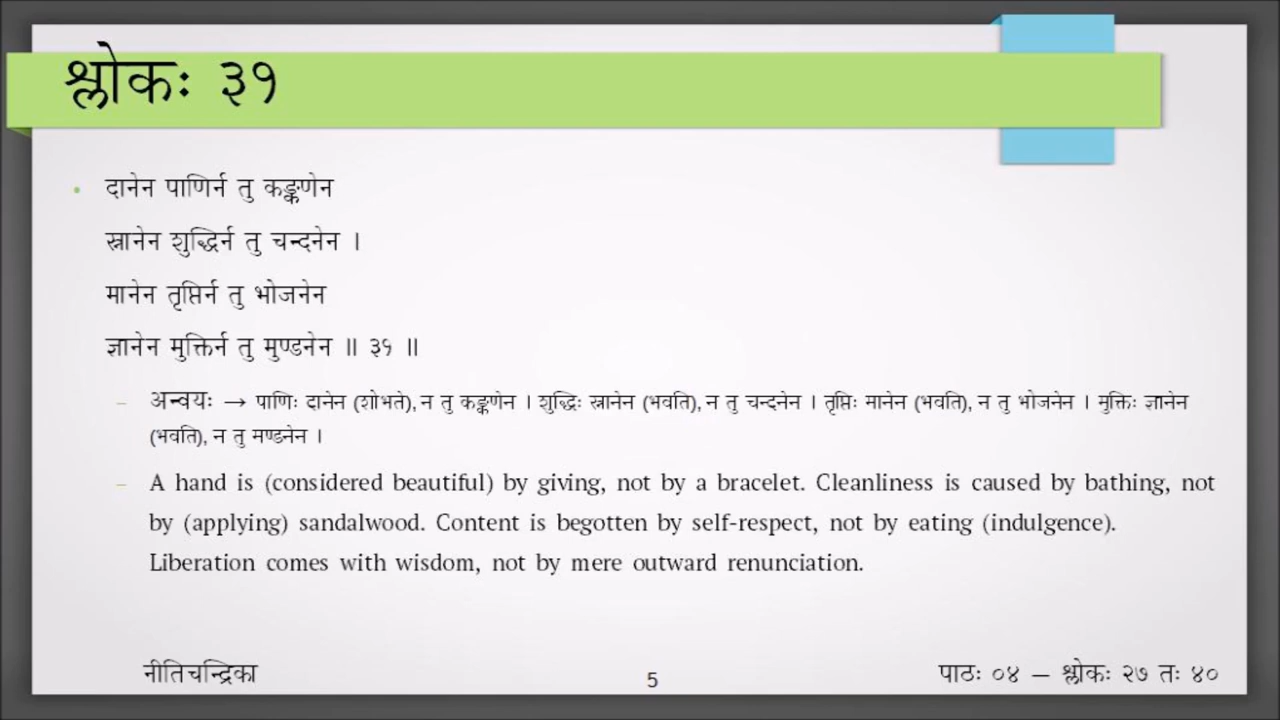 श्लोकः ३१
• दानेन पाणिर्न तु कङ्कणेन
स्नानेन शुद्धिर्न तु चन्दनेन ।
मानेन तृप्तिर्न तु भोजनेन
ज्ञानेन मुक्तिर्न तु मुण्डनेन ॥ ३१ ॥
– अन्वयः → पाणिः दानेन (शोभते), न तु कङ्कणेन । शुद्धिः स्नानेन (भवति), न तु चन्दनेन । तृप्तिः मानेन (भवति), न तु भोजनेन । मुक्तिः ज्ञानेन
(भवति), न तु मण्डनेन ।
– A hand is (considered beautiful) by giving, not by a bracelet. Cleanliness is caused by bathing, not
by (applying) sandalwood. Content is begotten by self-respect, not by eating (indulgence).
Liberation comes with wisdom, not by mere outward renunciation.
नीतिचन्द्रिका 5 पाठः ०४ – श्लोकः २७ तः ४०